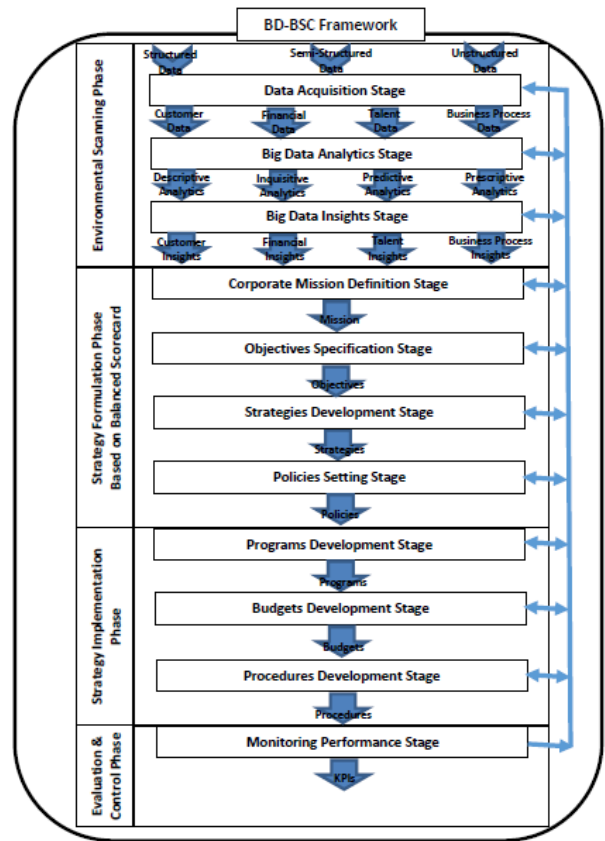 BD-BSC Framework
Environmental Scanning Phase
Structured Data
Semi-Structured Data
Unstructured Data
Data Acquisition Stage
Customer Data
Financial Data
Talent Data
Business Process Data
Big Data Analytics Stage
Descriptive Analytics
Inquisitive Analytics
Predictive Analytics
Prescriptive Analytics
Big Data Insights Stage
Customer Insights
Financial Insights
Talent Insights
Business Process Insights
Strategy Formulation Phase
Based on Balanced Scorecard
Corporate Mission Definition Stage
Mission
Objectives Specification Stage
Objectives
Strategies Development Stage
Strategies
Policies Setting Stage
Policies
Strategy Implementation
Phase
Programs Development Stage
Programs
Budgets Development Stage
Budgets
Procedures Development Stage
Procedures
Evaluation &
Control Phase
Monitoring Performance Stage
KPIs